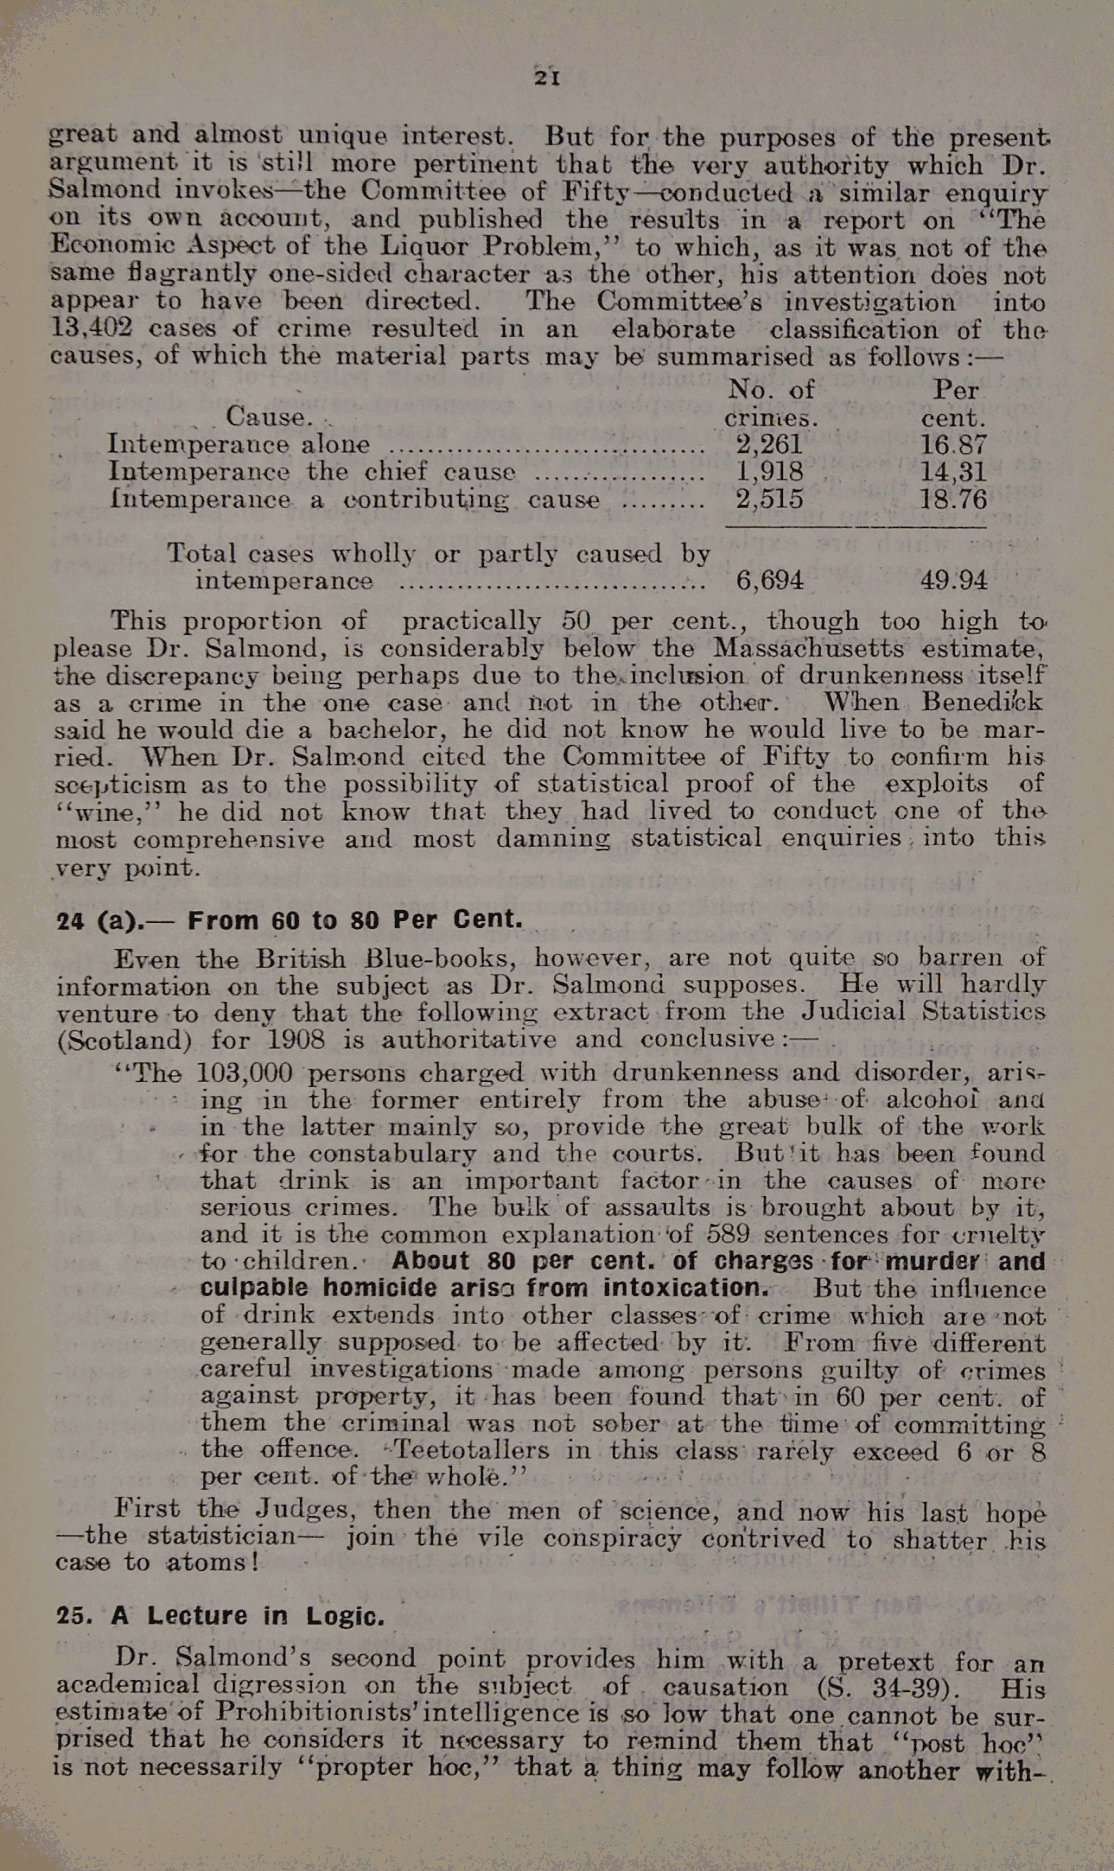 21
great and almost unique interest. But for the purposes of the present
argument it is still more pertinent that the very authority which Dr.
Salmond invokes—the Committee of Fifty—conducted a similar enquiry
on its own account, and published the results in a report on "The
Economic Aspect of the Liquor Problem," to which, as it was not of the
same flagrantly one-sided character as the other, his attention does not
appear to have been directed. The Committee's investigation into
13,402 cases of crime resulted in an elaborate classification of the
causes, of which the material parts may be summarised as follows:—
No. of Per
Cause. crimes. cent.
Intemperance alone ................................ 2,261 16.87
Intemperance the chief cause .................. 1,918 14,31
Intemperance a contributing cause ......... 2,515 18.76
Total cases wholly or partly caused by
intemperance ............................... 6,694 49.94
This proportion of practically 50 per cent., though too high to
please Dr. Salmond, is considerably below the Massachusetts estimate,
the discrepancy being perhaps due to the inclusion of drunkenness itself
as a crime in the one case and not in the other. When Benedick
said he would die a bachelor, he did not know he would live to be mar-
ried. When Dr. Salmond cited the Committee of Fifty to confirm his
scepticism as to the possibility of statistical proof of the exploits of
"wine," he did not know that they had lived to conduct one of the
most comprehensive and most damning statistical enquiries into this
very point.
24 (a).— From 60 to 80 Per Cent.
Even the British Blue-books, however, are not quite so barren of
information on the subject as Dr. Salmond supposes. He will hardly
venture to deny that the following extract from the Judicial Statistics
(Scotland) for 1908 is authoritative and conclusive:—
"The 103,000 persons charged with drunkenness and disorder, aris-
ing in the former entirely from the abuse of alcohol and
in the latter mainly so, provide the great bulk of the work
for the constabulary and the courts. But it has been found
that drink is an important factor in the causes of more
serious crimes. The bulk of assaults is brought about by it,
and it is the common explanation of 589 sentences for cruelty
to children. About 80 per cent. of charges for murder and
culpable homicide arise from intoxication. But the influence
of drink extends into other classes of crime which are not
generally supposed to be affected by it. From five different
careful investigations made among persons guilty of crimes
against property, it has been found that in 60 per cent. of
them the criminal was not sober at the time of committing
the offence. Teetotallers in this class rarely exceed 6 or 8
per cent. of the whole."
First the Judges, then the men of science, and now his last hope
—the statistician— join the vile conspiracy contrived to shatter his
case to atoms!
25. A Lecture in Logic.
Dr. Salmond's second point provides him with a pretext for an
academical digression on the subject of causation (S. 34-39). His
estimate of Prohibitionists' intelligence is so low that one cannot be sur-
prised that he considers it necessary to remind them that "post hoc"
is not necessarily "propter hoc," that a thing may follow another with-